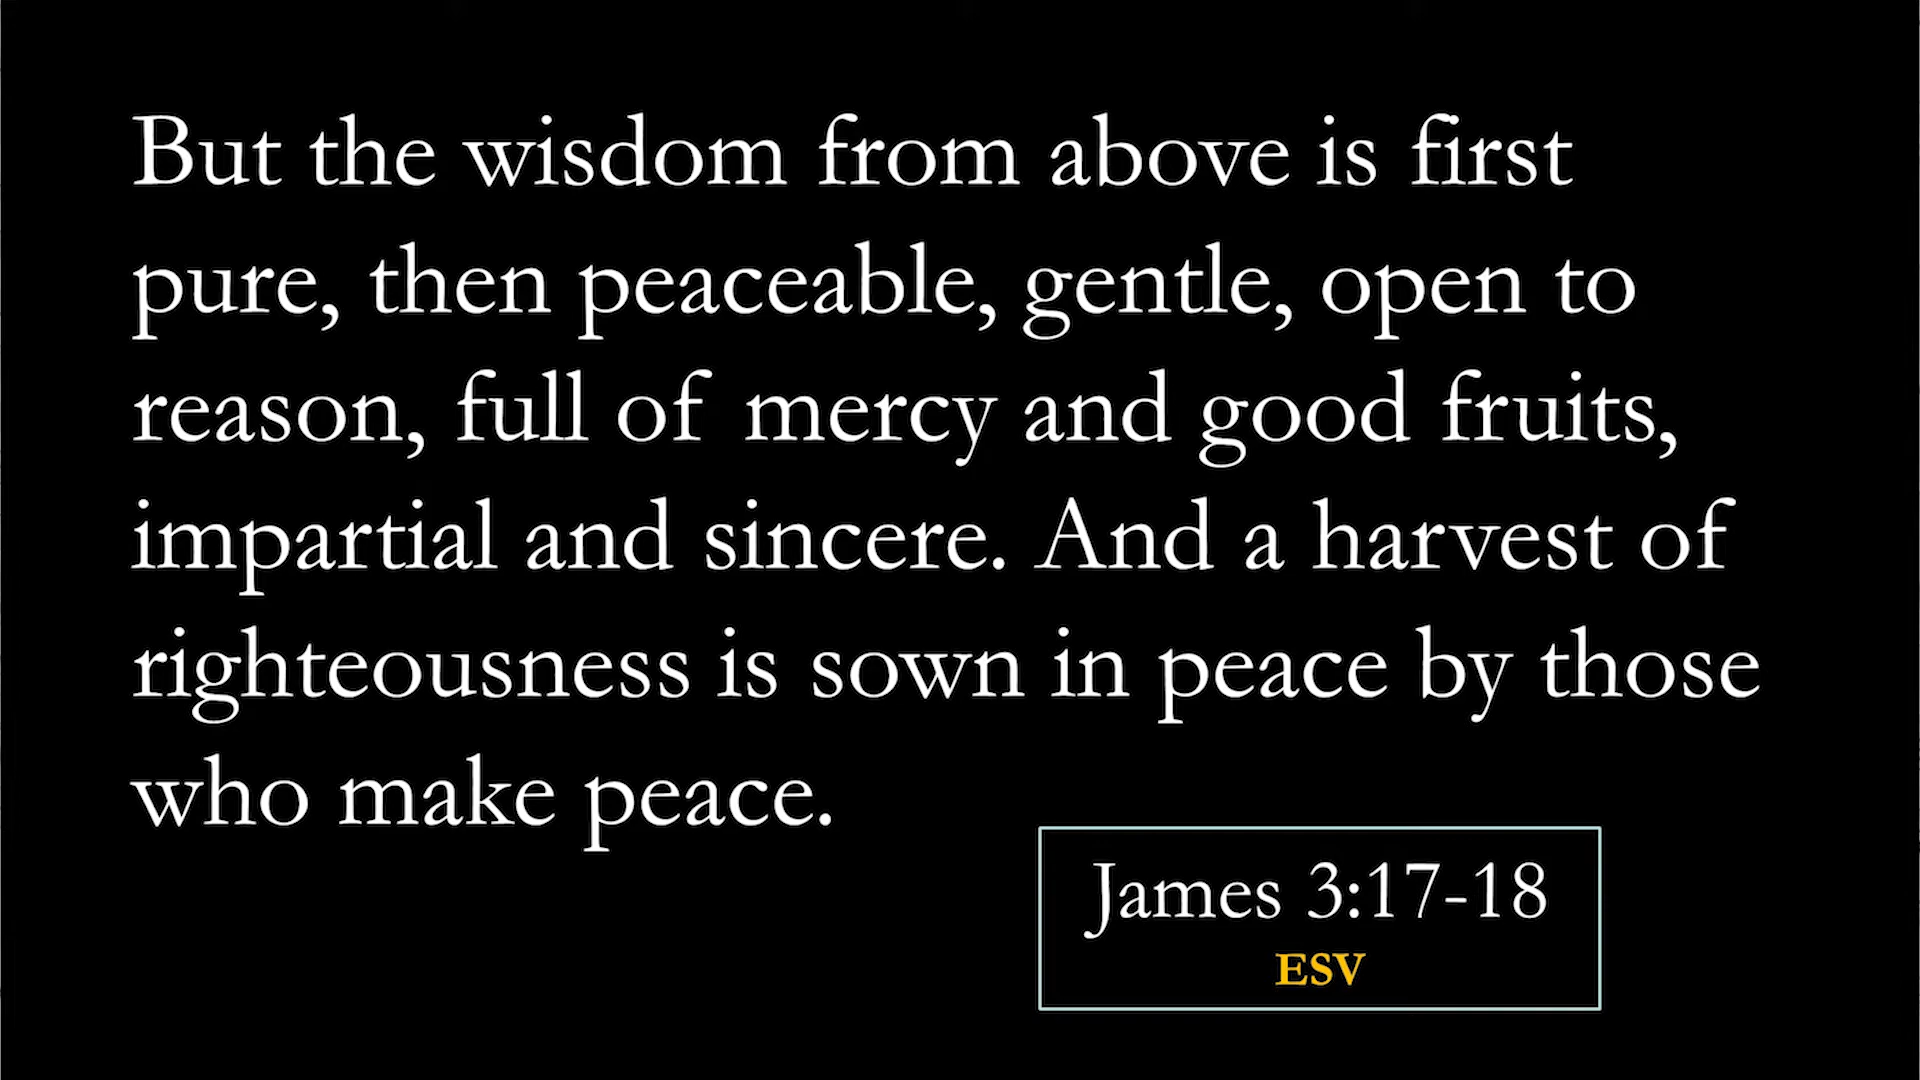 But the wisdom from above is first
pure, then peaceable, gentle, open to
reason, full of mercy and good fruits,
impartial and sincere. And a harvest of
righteousness is sown in peace by those
who make peace.
James 3:17-18
ESV